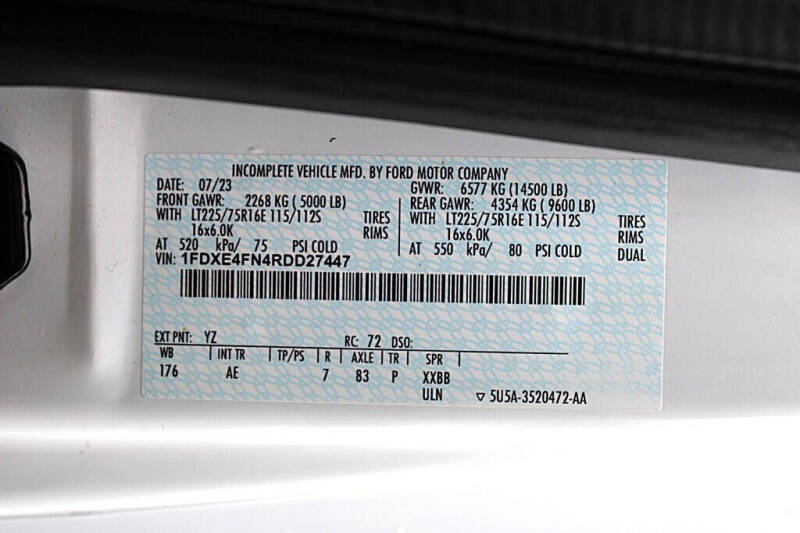 INCOMPLETE VEHICLE MFD. BY FORD MOTOR COMPANY
DATE: 07/23 GVWR: 6577 KG (14500 LB)
FRONT GAWR: 2268 KG ( 5000 LB) REAR GAWR: 4354 KG ( 9600 LB)
WITH LT225/75R16E 115/112S TIRES WITH LT225/75R16E 115/112S TIRES
16x6.0K RIMS 16x6.0K RIMS
AT 520 kPa/ 75 PSI COLD AT 550 kPa/ 80 PSI COLD DUAL
VIN: 1FDXE4FN4RDD27447
EXT PNT: YZ RC: 72 DSO:
WB INT TR TP/PS R AXLE TR SPR
176 AE 7 83 P XXBB
ULN ▽ 5U5A-3520472-AA